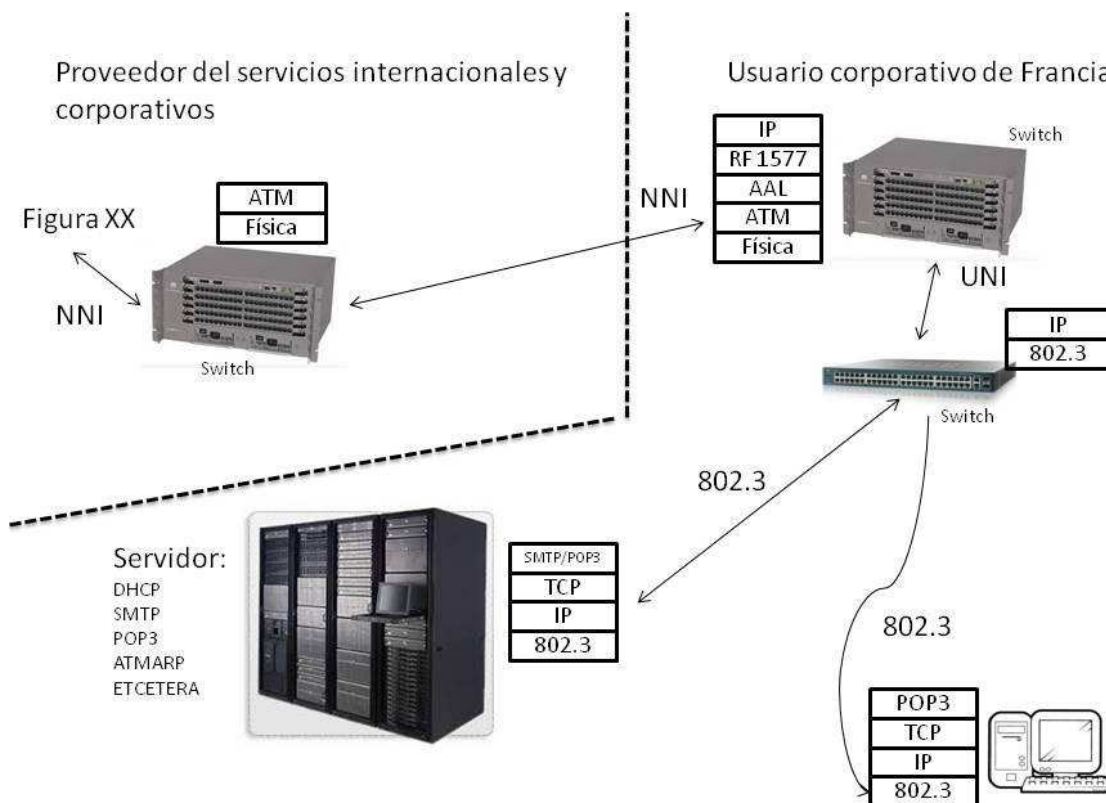 Proveedor del servicios internacionales y
corporativos
Usuario corporativo de Francia
Figura XX
NNI
ATM
Física
Switch
NNI
IP
RF 1577
AAL
ATM
Física
Switch
UNI
IP
802.3
Switch
802.3
Servidor:
DHCP
SMTP
POP3
ATMARP
ETCETERA
SMTP/POP3
TCP
IP
802.3
802.3
POP3
TCP
IP
802.3